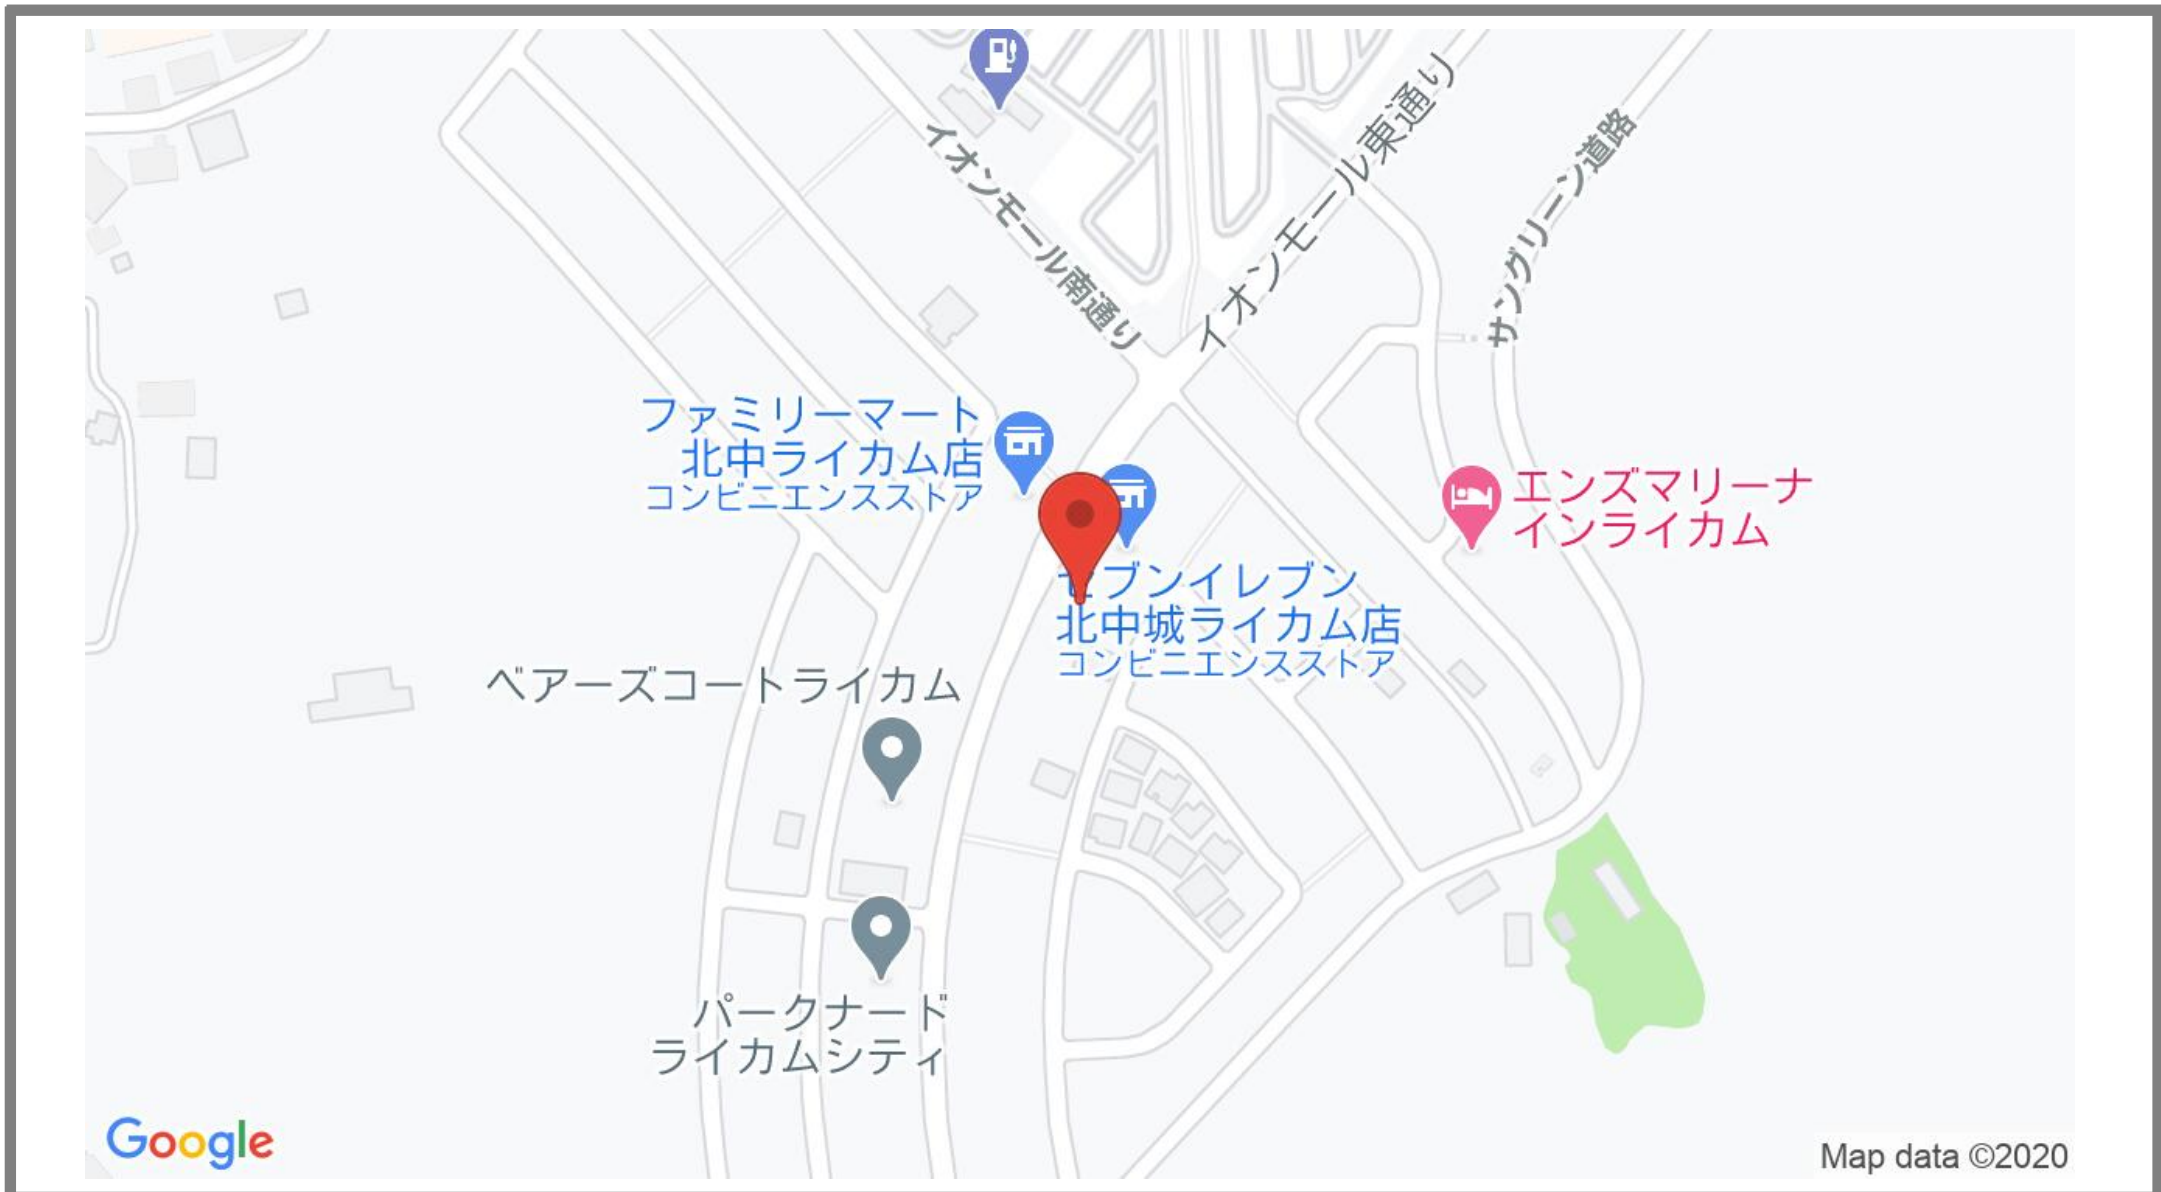 イオンモール東通り
サングリーン道路
イオンモール南通り
ファミリーマート
北中ライカム店
コンビニエンスストア
エンズマリーナ
インライカム
セブンイレブン
北中城ライカム店
コンビニエンスストア
ベアーズコートライカム
パークナード
ライカムシティ
Google
Map data ©2020